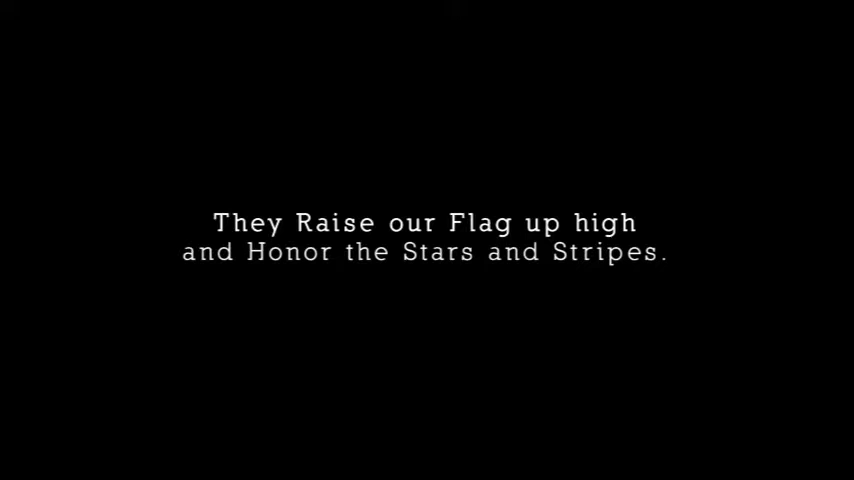 They Raise our Flag up high
and Honor the Stars and Stripes.